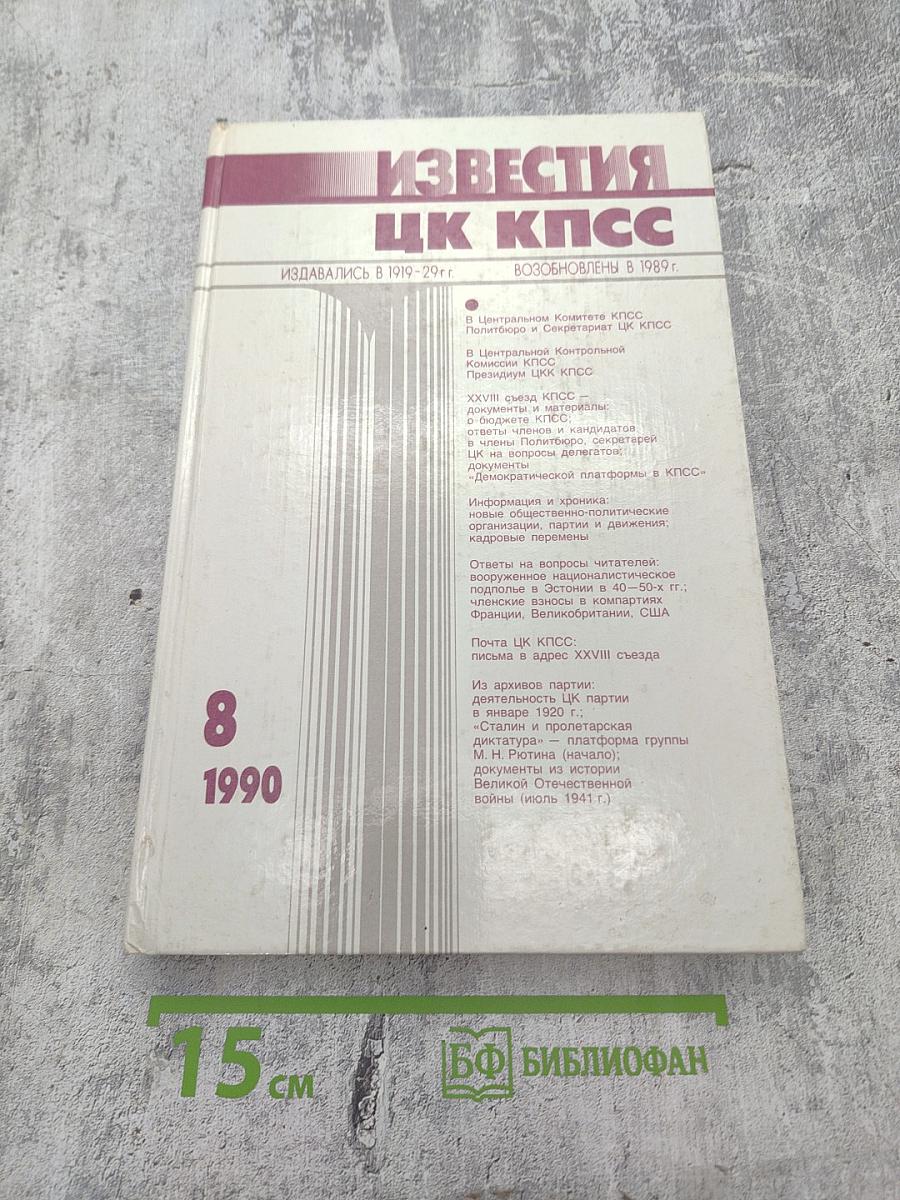 ИЗВЕСТИЯ
ЦК КПСС
ИЗДАВАЛИСЬ В 1919-29 г г. ВОЗОБНОВЛЕНЫ В 1989 г.
В Центральном Комитете КПСС
Политбюро и Секретариат ЦК КПСС
В Центральной Контрольной
Комиссии КПСС
Президиум ЦКК КПСС
XXVIII съезд КПСС —
документы и материалы:
о бюджете КПСС;
ответы членов и кандидатов
в члены Политбюро, секретарей
ЦК на вопросы делегатов;
документы
«Демократической платформы в КПСС»
Информация и хроника:
новые общественно-политические
организации, партии и движения;
кадровые перемены
Ответы на вопросы читателей:
вооруженное националистическое
подполье в Эстонии в 40—50-х гг.;
членские взносы в компартиях
Франции, Великобритании, США
Почта ЦК КПСС:
письма в адрес XXVIII съезда
Из архивов партии:
деятельность ЦК партии
в январе 1920 г.;
«Сталин и пролетарская
диктатура» — платформа группы
М. Н. Рютина (начало);
документы из истории
Великой Отечественной
войны (июль 1941 г.)
8
1990
15 см
БФ БИБЛИОФАН